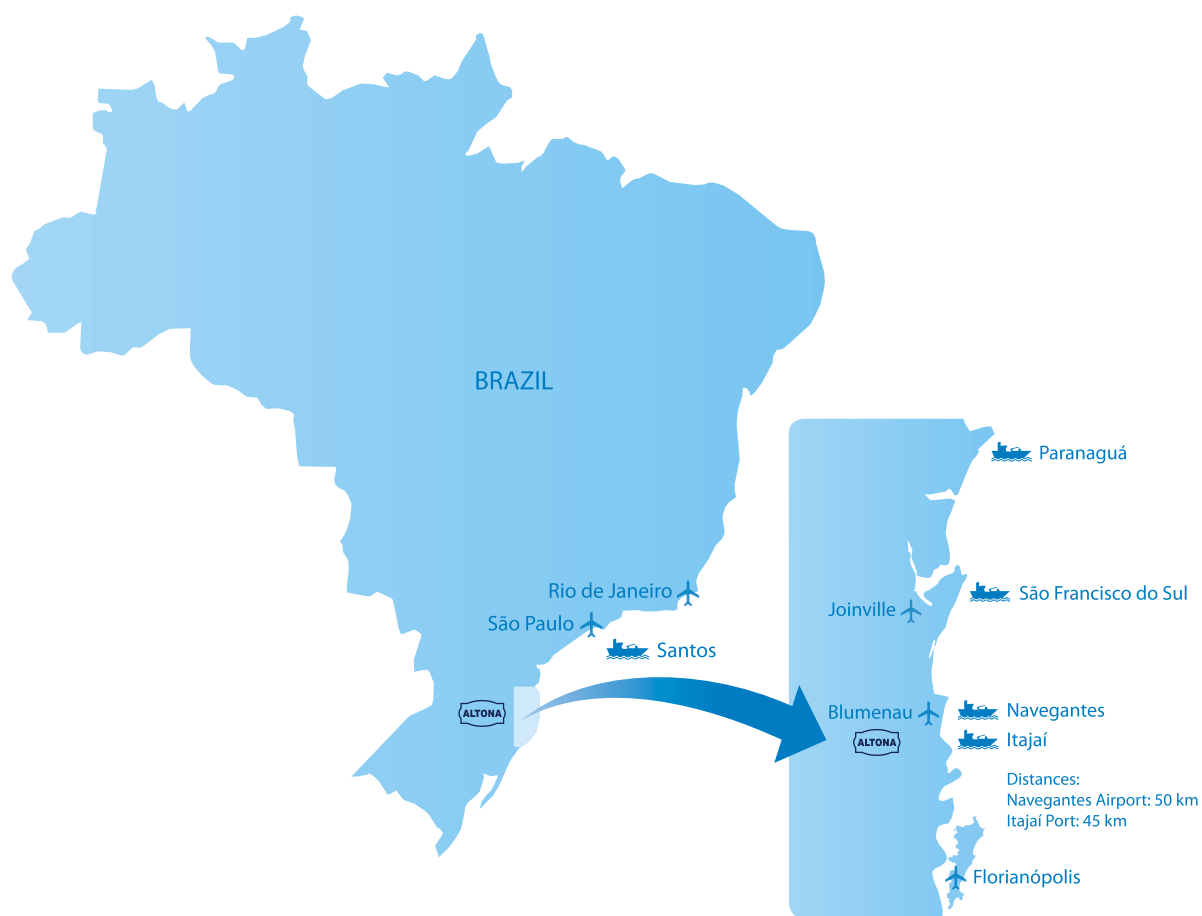 BRAZIL
Rio de Janeiro
São Paulo
Santos
ALTONA
Paranaguá
São Francisco do Sul
Joinville
Blumenau
Navegantes
ALTONA
Itajaí
Distances:
Navegantes Airport: 50 km
Itajaí Port: 45 km
Florianópolis